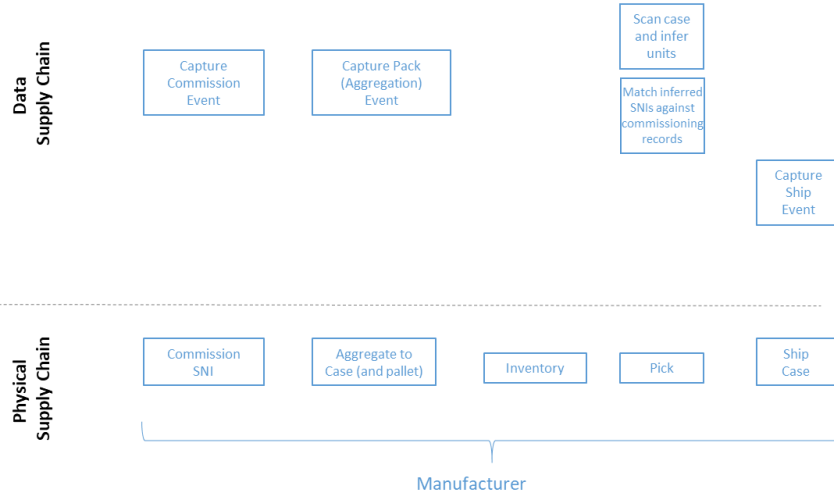 Data
Supply Chain
Capture
Commission
Event
Capture Pack
(Aggregation)
Event
Scan case
and infer
units
Match inferred
SNIs against
commissioning
records
Capture
Ship
Event
Physical
Supply Chain
Commission
SNI
Aggregate to
Case (and pallet)
Inventory
Pick
Ship
Case
Manufacturer